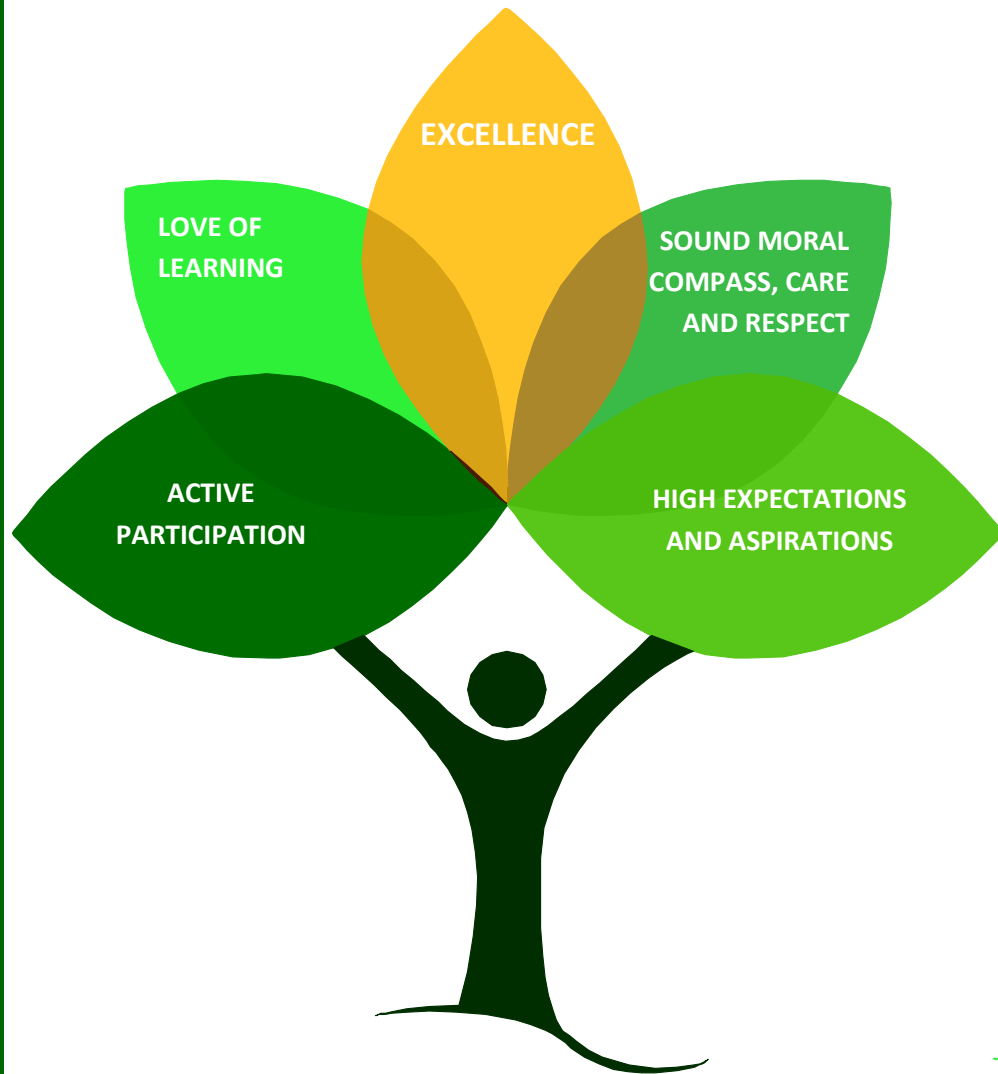 EXCELLENCE
LOVE OF
LEARNING
SOUND MORAL
COMPASS, CARE
AND RESPECT
ACTIVE
PARTICIPATION
HIGH EXPECTATIONS
AND ASPIRATIONS